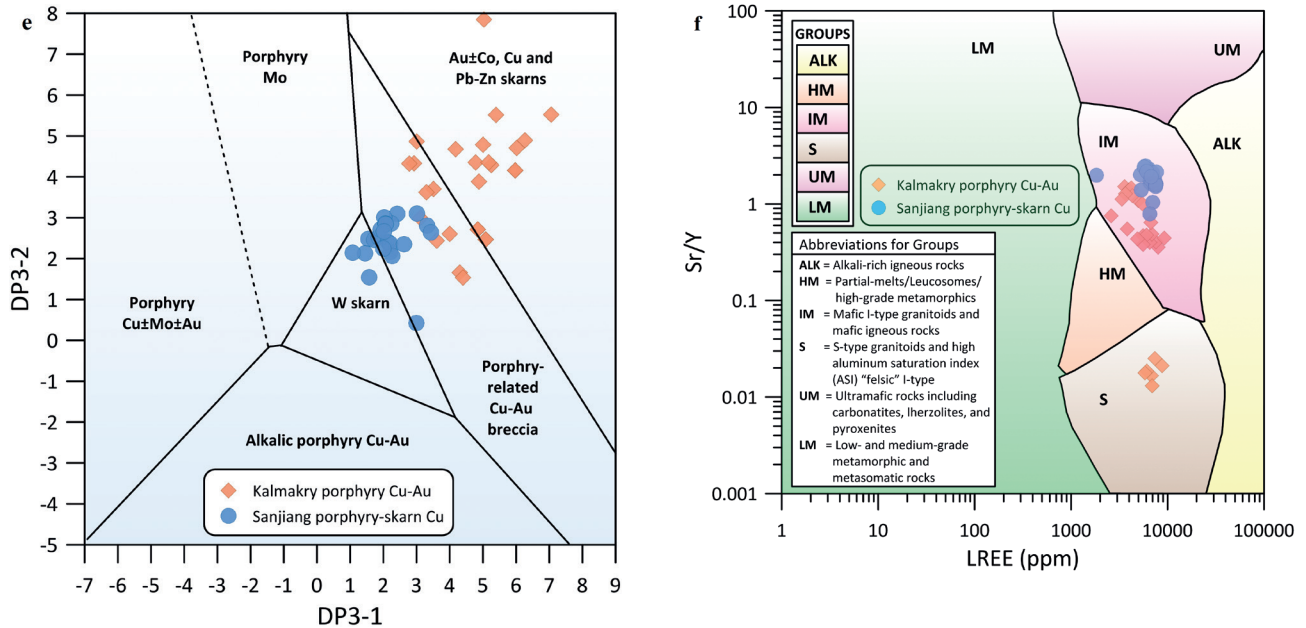 e
8
7
6
5
4
3
2
1
0
-1
-2
-3
-4
-5
DP3-2
Porphyry
Mo
Au±Co, Cu and
Pb-Zn skarns
Porphyry
Cu±Mo±Au
W skarn
Porphry-
related
Cu-Au
breccia
Alkalic porphyry Cu-Au
Kalmakry porphyry Cu-Au
Sanjiang porphyry-skarn Cu
-7 -6 -5 -4 -3 -2 -1 0 1 2 3 4 5 6 7 8 9
DP3-1
f
100
10
1
0.1
0.01
0.001
Sr/Y
GROUPS
ALK
HM
IM
S
UM
LM
LM
UM
IM
ALK
HM
S
Kalmakry porphyry Cu-Au
Sanjiang porphyry-skarn Cu
Abbreviations for Groups
ALK = Alkali-rich igneous rocks
HM = Partial-melts/Leucosomes/
high-grade metamorphics
IM = Mafic I-type granitoids and
mafic igneous rocks
S = S-type granitoids and high
aluminum saturation index
(ASI) “felsic” I-type
UM = Ultramafic rocks including
carbonatites, lherzolites, and
pyroxenites
LM = Low- and medium-grade
metamorphic and
metasomatic rocks
1 10 100 1000 10000 100000
LREE (ppm)